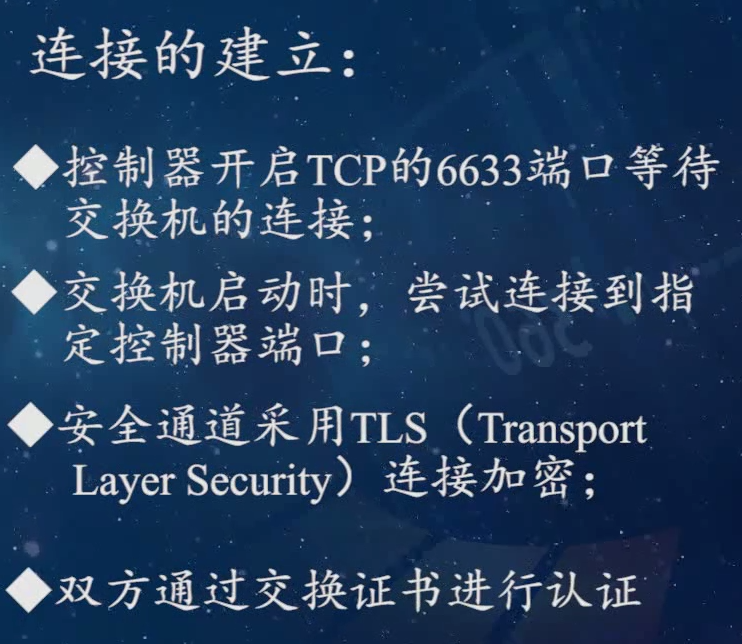 连接的建立：
◆控制器开启TCP的6633端口等待
交换机的连接；
◆交换机启动时，尝试连接到指
定控制器端口；
◆安全通道采用TLS（Transport
Layer Security）连接加密；
◆双方通过交换证书进行认证